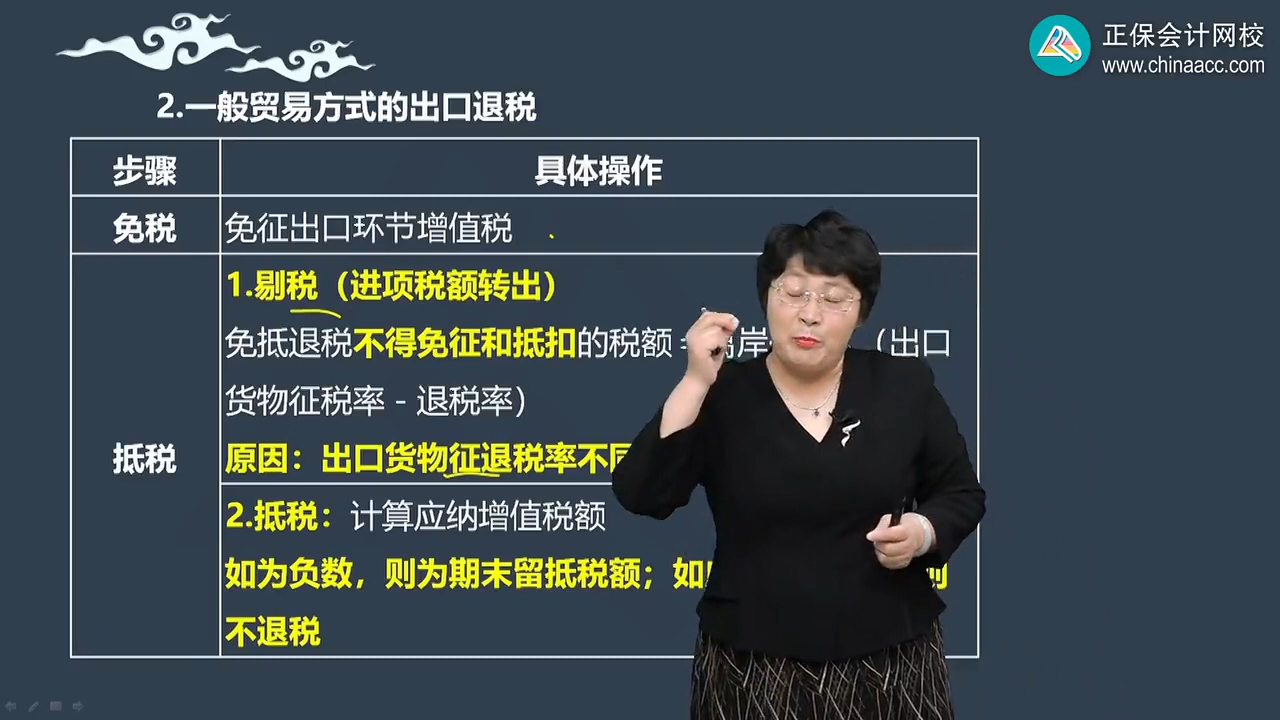 正保会计网校
www.chinaacc.com
2.一般贸易方式的出口退税
步骤
具体操作
免税
免征出口环节增值税
抵税
1.剔税（进项税额转出）
免抵退税不得免征和抵扣的税额
离岸
（出口
货物征税率－退税率）
原因：出口货物征退税率不同
2.抵税：计算应纳增值税额
如为负数，则为期末留抵税额；如
则
不退税